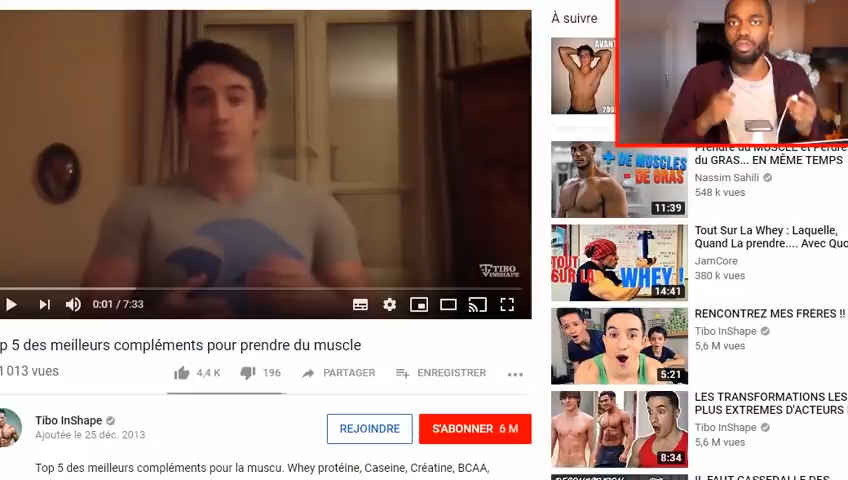 À suivre
AVANT
TIBO
INSHAPE
0:01 / 7:33
p 5 des meilleurs compléments pour prendre du muscle
1 013 vues
4,4 K
196
PARTAGER
ENREGISTRER
Tibo InShape
Ajoutée le 25 déc. 2013
REJOINDRE
S'ABONNER 6 M
Top 5 des meilleurs compléments pour la muscu. Whey protéine, Caseine, Créatine, BCAA,
+ DE MUSCLES
- DE GRAS
11:39
Prendre du MUSCLE et Perdre
du GRAS... EN MÊME TEMPS
Nassim Sahili
548 k vues
TOUT
SUR LA
WHEY !
14:41
Tout Sur La Whey : Laquelle,
Quand La prendre.... Avec Quo
JamCore
380 k vues
5:21
RENCONTREZ MES FRÈRES !!
Tibo InShape
5,6 M vues
8:34
LES TRANSFORMATIONS LES
PLUS EXTREMES D'ACTEURS !
Tibo InShape
5,6 M vues